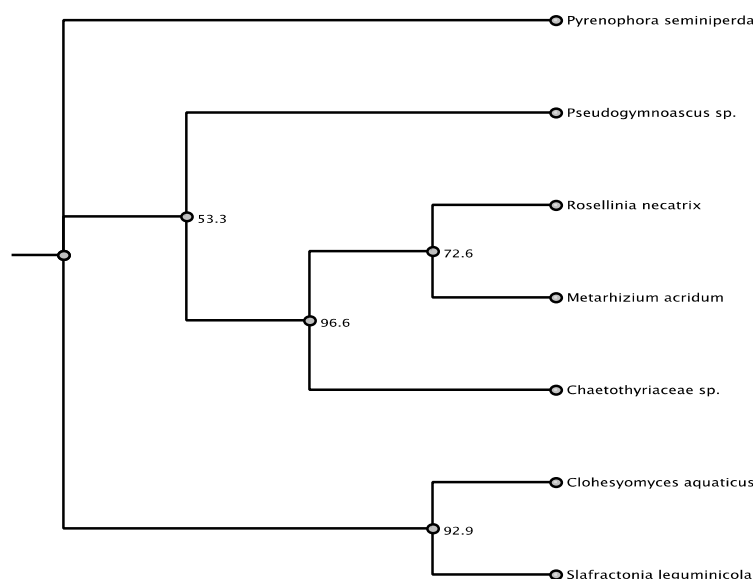 Pyrenophora seminiperda
Pseudogymnoascus sp.
53.3
Rosellinia necatrix
72.6
Metarhizium acridum
96.6
Chaetothyriaceae sp.
Clohesyomyces aquaticus
92.9
Slafractonia leguminicola